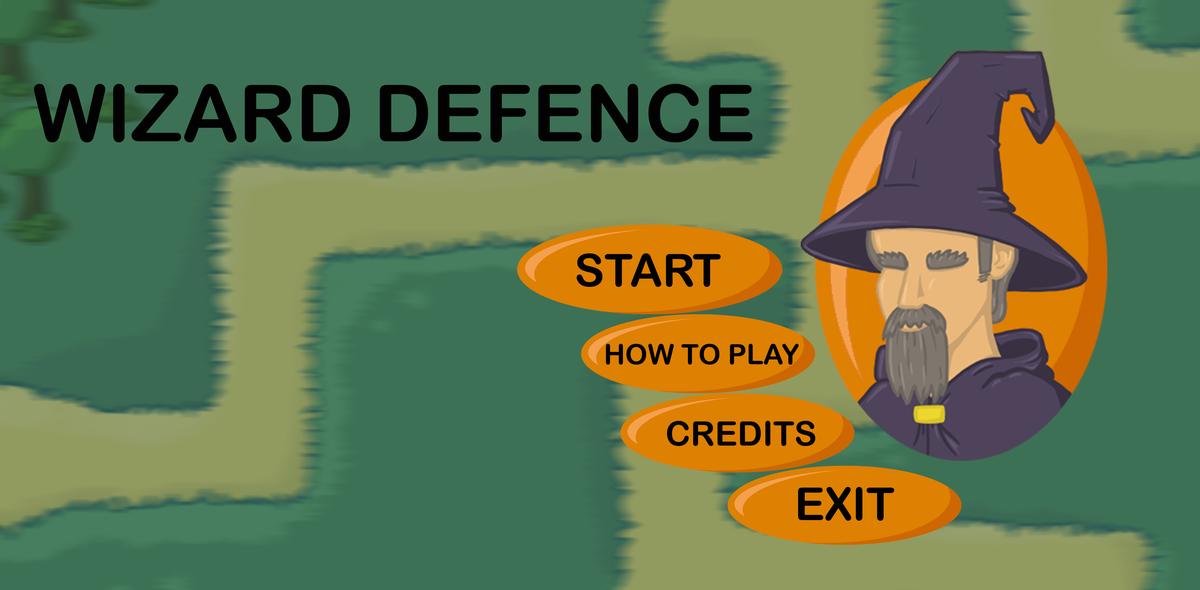 WIZARD DEFENCE
START
HOW TO PLAY
CREDITS
EXIT